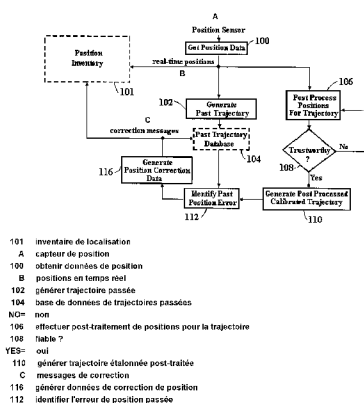 A
Position Sensor
Get Position Data
100
Position
Inventory
101
real-time positions
B
106
Post Process
Positions
For Trajectory
102
Generate
Past Trajectory
C
correction messages
Past Trajectory
Database
104
Trustworthy
?
No
108
Yes
116
Generate
Position Correction
Data
Identify Past
Position Error
112
Generate Post Processed
Calibrated Trajectory
110
101 inventaire de localisation
A capteur de position
100 obtenir données de position
B positions en temps réel
102 générer trajectoire passée
104 base de données de trajectoires passées
NO= non
106 effectuer post-traitement de positions pour la trajectoire
108 fiable ?
YES= oui
110 générer trajectoire étalonnée post-traitée
C messages de correction
116 générer données de correction de position
112 identifier l'erreur de position passée